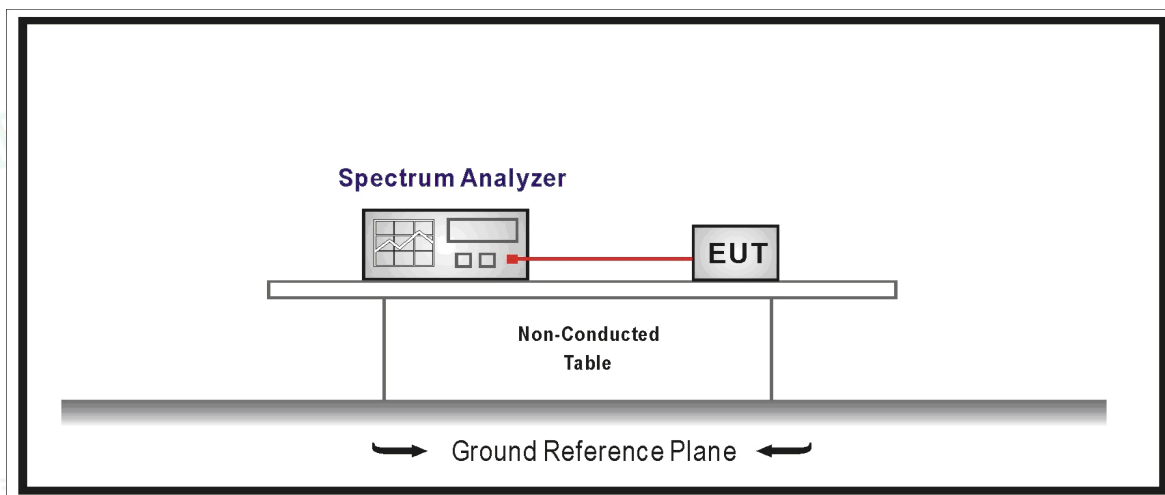 Spectrum Analyzer
EUT
Non-Conducted
Table
Ground Reference Plane